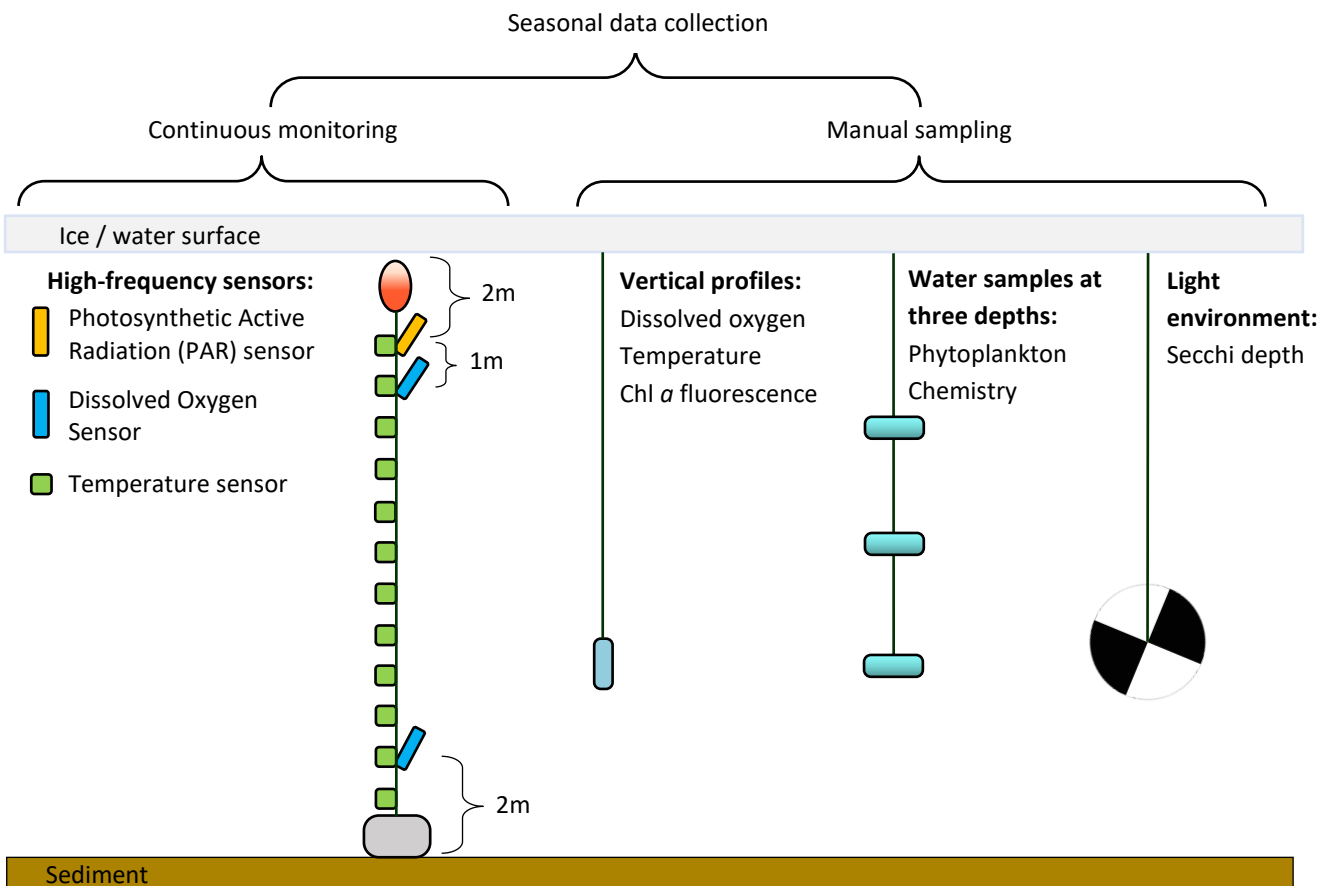 Seasonal data collection
Continuous monitoring
Manual sampling
Ice / water surface
High-frequency sensors:
Photosynthetic Active
Radiation (PAR) sensor
Dissolved Oxygen
Sensor
Temperature sensor
2m
1m
2m
Vertical profiles:
Dissolved oxygen
Temperature
Chl a fluorescence
Water samples at
three depths:
Phytoplankton
Chemistry
Light
environment:
Secchi depth
Sediment